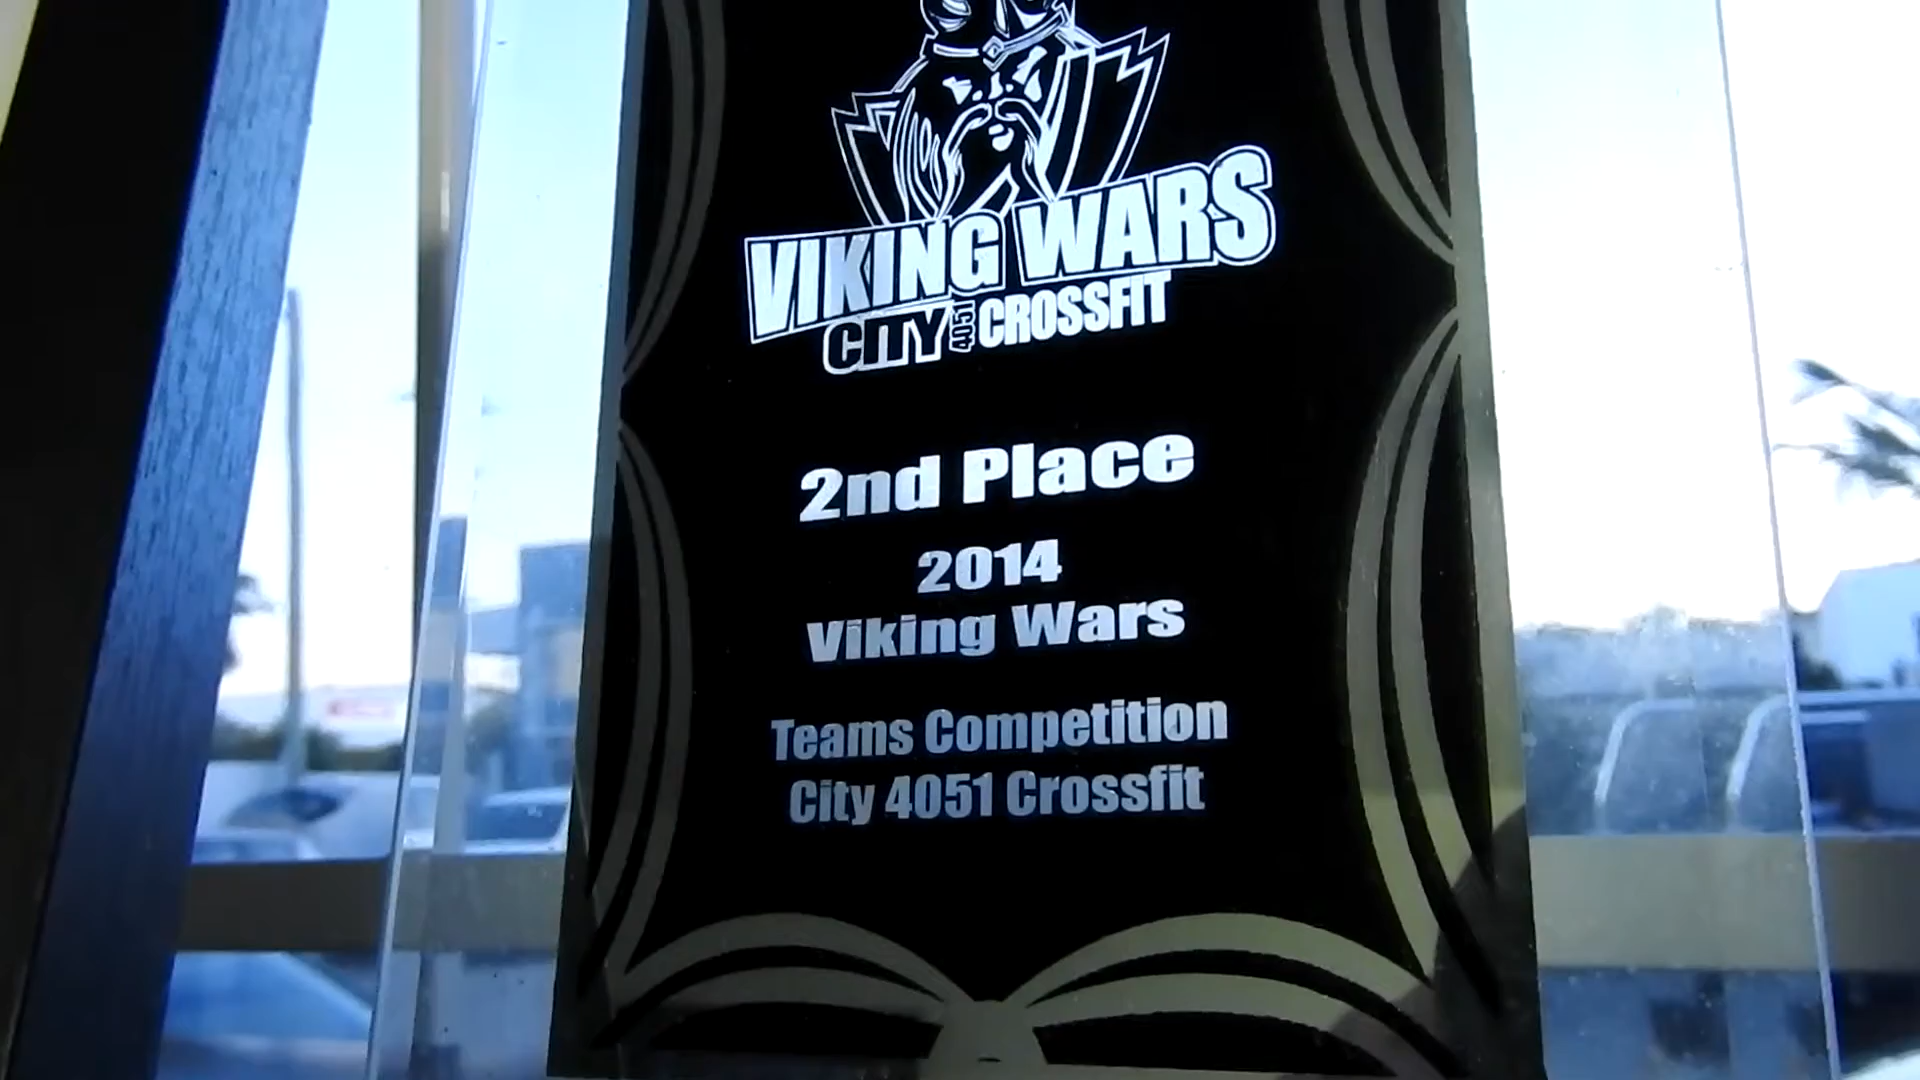 VIKING WARS
CITY 4051 CROSSFIT
2nd Place
2014
Viking Wars
Teams Competition
City 4051 Crossfit